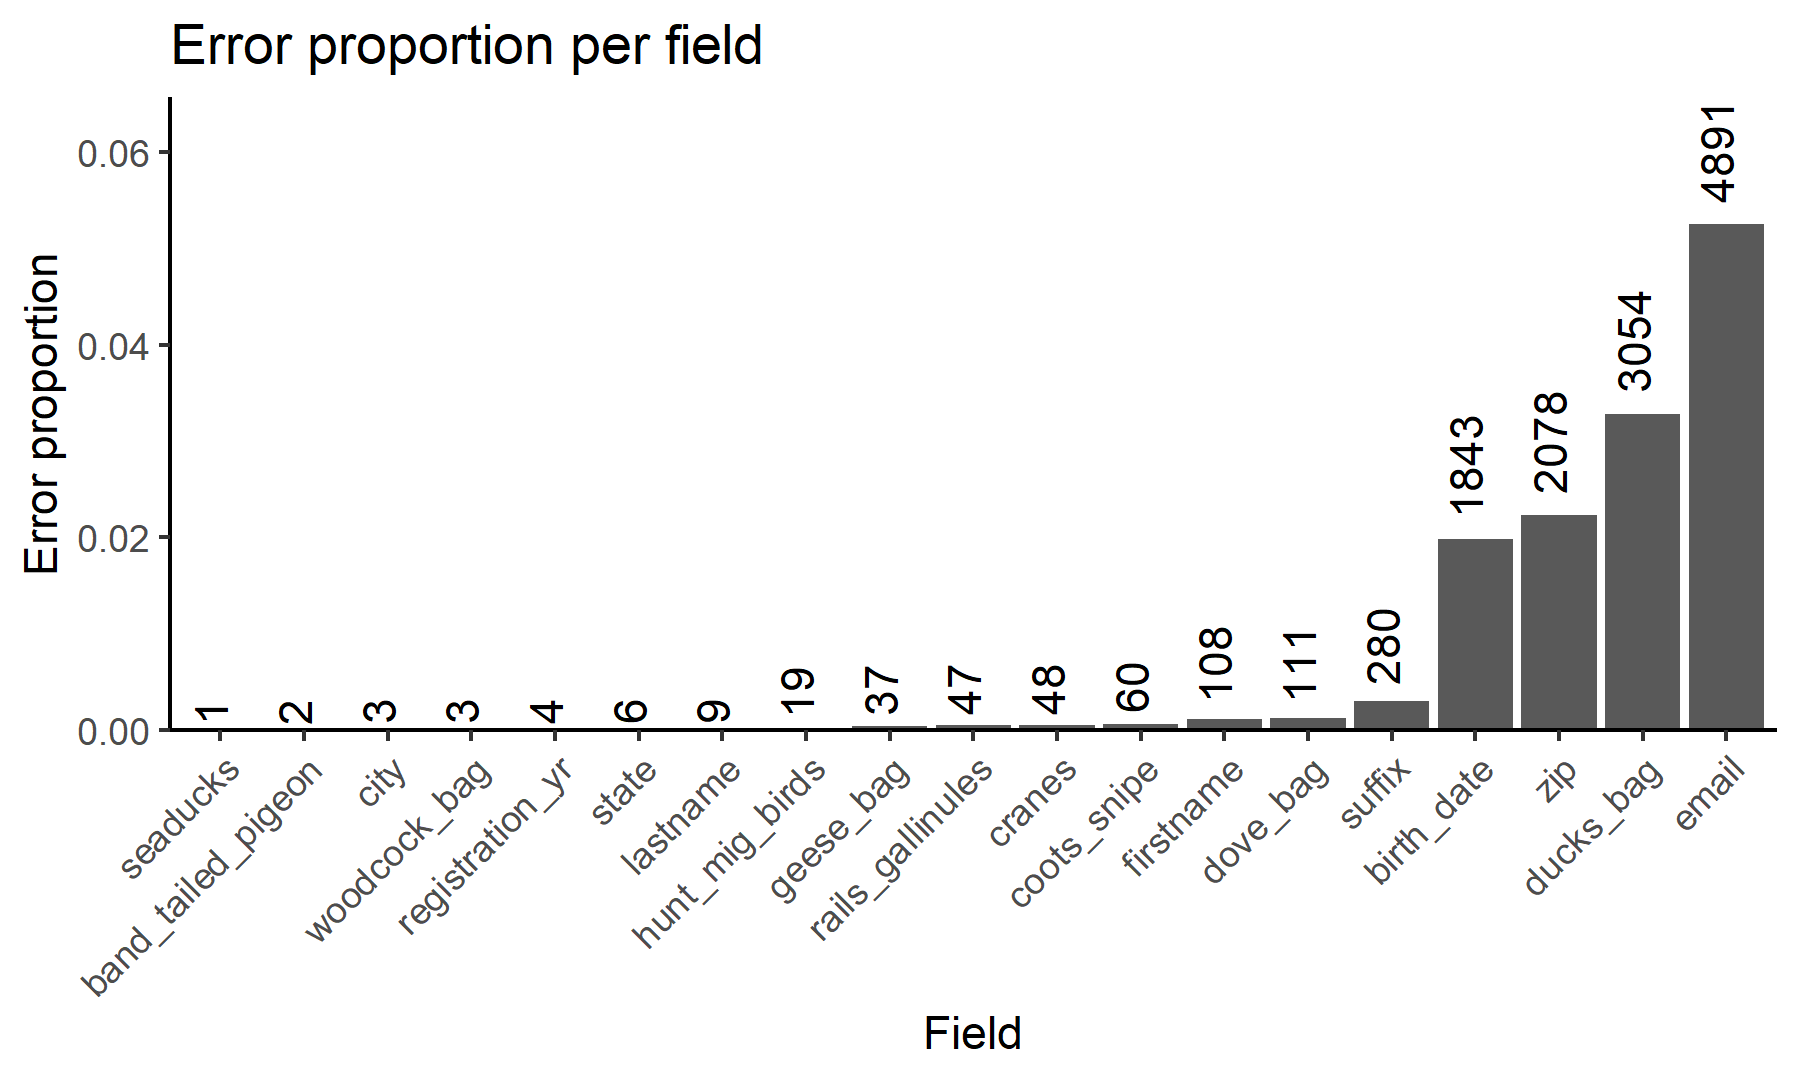 Error proportion per field
Error proportion
0.06
0.04
0.02
0.00
1
2
3
3
4
6
9
19
37
47
48
60
108
111
280
1843
2078
3054
4891
seaducks
band_tailed_pigeon
city
woodcock_bag
registration_yr
state
lastname
hunt_mig_birds
geese_bag
rails_gallinules
cranes
coots_snipe
firstname
dove_bag
suffix
birth_date
zip
ducks_bag
email
Field